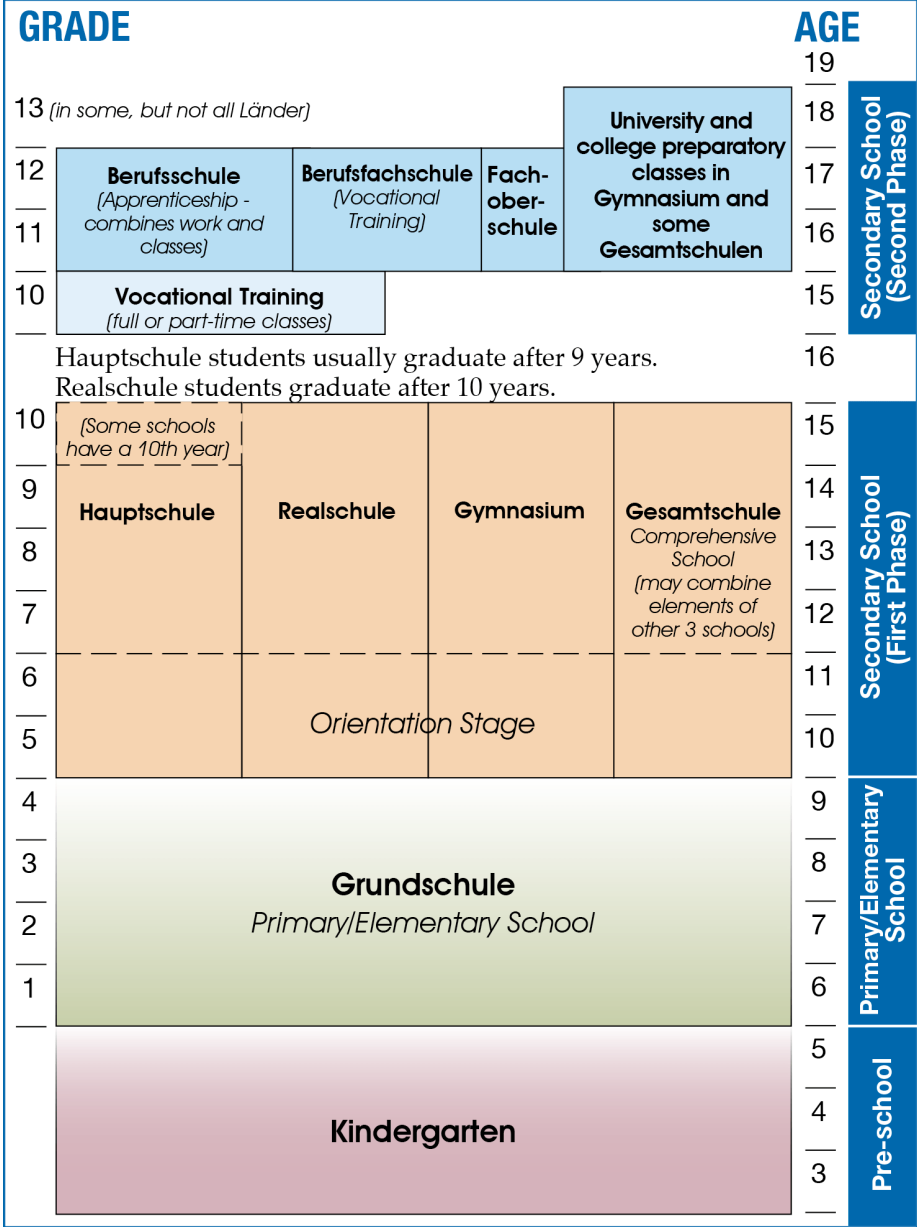 GRADE
AGE
19
13 (in some, but not all Länder)
18
12
17
11
16
10
15
Berufsschule
(Apprenticeship -
combines work and
classes)
Berufsfachschule
(Vocational
Training)
Fach-
ober-
schule
University and
college preparatory
classes in
Gymnasium and
some
Gesamtschulen
Vocational Training
(full or part-time classes)
Secondary School
(Second Phase)
Hauptschule students usually graduate after 9 years.
Realschule students graduate after 10 years.
16
10
15
9
14
8
13
7
12
6
11
5
10
(Some schools
have a 10th year)
Hauptschule
Realschule
Gymnasium
Gesamtschule
Comprehensive
School
(may combine
elements of
other 3 schools)
Orientation Stage
Secondary School
(First Phase)
4
9
3
8
2
7
1
6
Grundschule
Primary/Elementary School
Primary/Elementary
School
5
4
3
Kindergarten
Pre-school